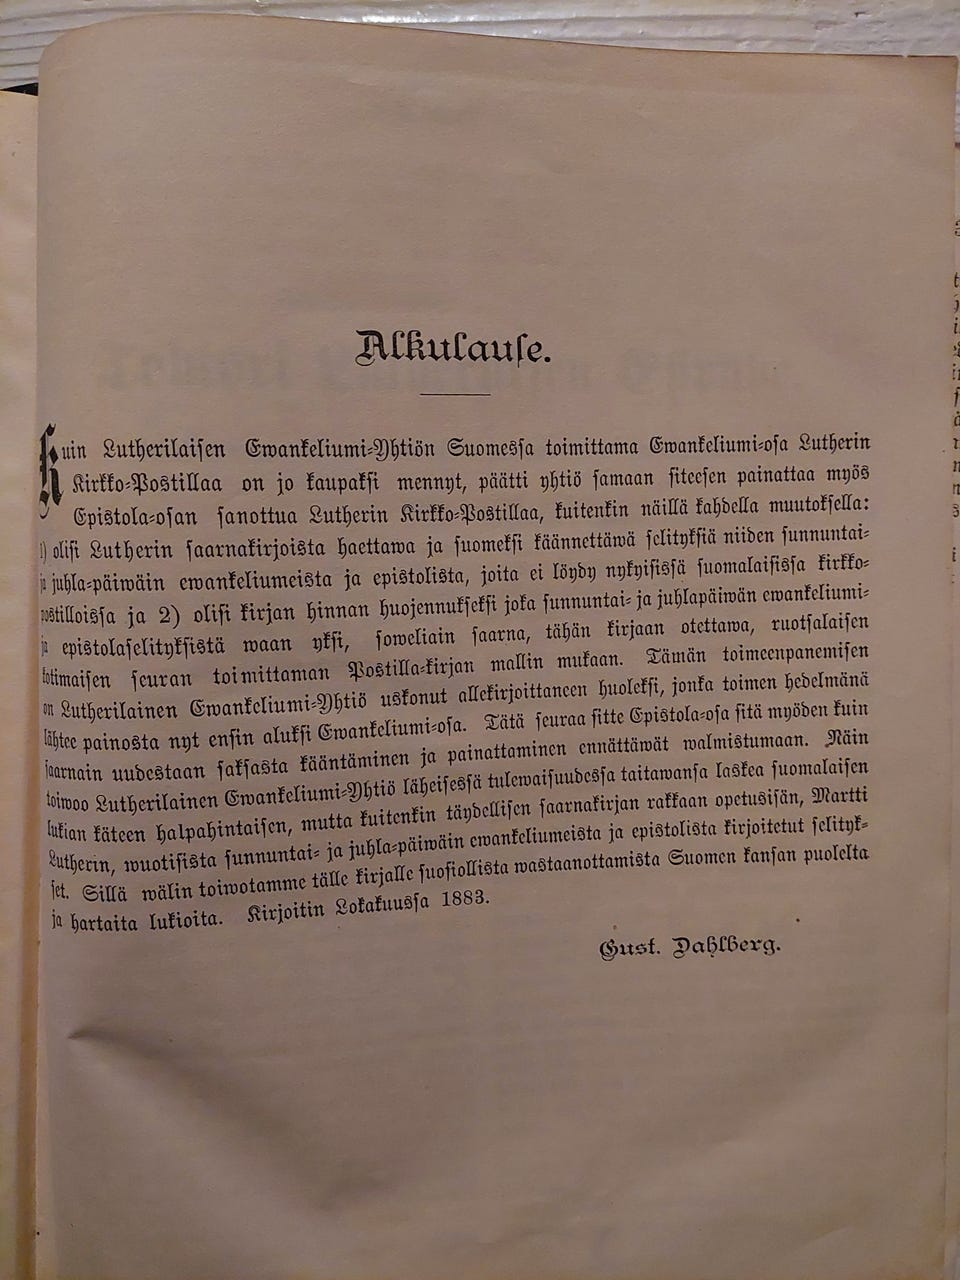 Alkulause.
Kuin Lutherilaisen Ewankeliumi-Yhtiön Suomessa toimittama Ewankeliumi-osa Lutherin
Kirkko-Postillaa on jo kaupaksi mennyt, päätti yhtiö samaan siteesen painattaa myös
Epistola-osan sanottua Lutherin Kirkko-Postillaa, kuitenkin näillä kahdella muutoksella:
1) olisi Lutherin saarnakirjoista haettawa ja suomeksi käännettäwä selityksiä niiden sunnuntai-
ja juhla-päiwäin ewankeliumeista ja epistolista, joita ei löydy nykyisissä suomalaisissa kirkko-
postilloissa ja 2) olisi kirjan hinnan huojennukseksi joka sunnuntai- ja juhlapäiwän ewankeliumi-
ja epistolaselityksistä waan yksi, soweliain saarna, tähän kirjaan otettawa, ruotsalaisen
kotimaisen seuran toimittaman Postilla-kirjan mallin mukaan. Tämän toimeenpanemisen
on Lutherilainen Ewankeliumi-Yhtiö uskonut allekirjoittaneen huoleksi, jonka toimen hedelmänä
lähtee painosta nyt ensin aluksi Ewankeliumi-osa. Tätä seuraa sitte Epistola-osa sitä myöden kuin
saarnain uudestaan saksasta kääntäminen ja painattaminen ennättäwät walmistumaan. Näin
toiwoo Lutherilainen Ewankeliumi-Yhtiö läheisessä tulewaisuudessa taitawansa laskea suomalaisen
lukian käteen halpahintaisen, mutta kuitenkin täydellisen saarnakirjan rakkaan opetusisän, Martti
Lutherin, wuotisista sunnuntai- ja juhla-päiwäin ewankeliumeista ja epistolista kirjoitetut selityk-
set. Sillä wälin toiwotamme tälle kirjalle suosiollista wastaanottamista Suomen kansan puolelta
ja hartaita lukioita. Kirjoitin Lokakuussa 1883.
Gust. Dahlberg.